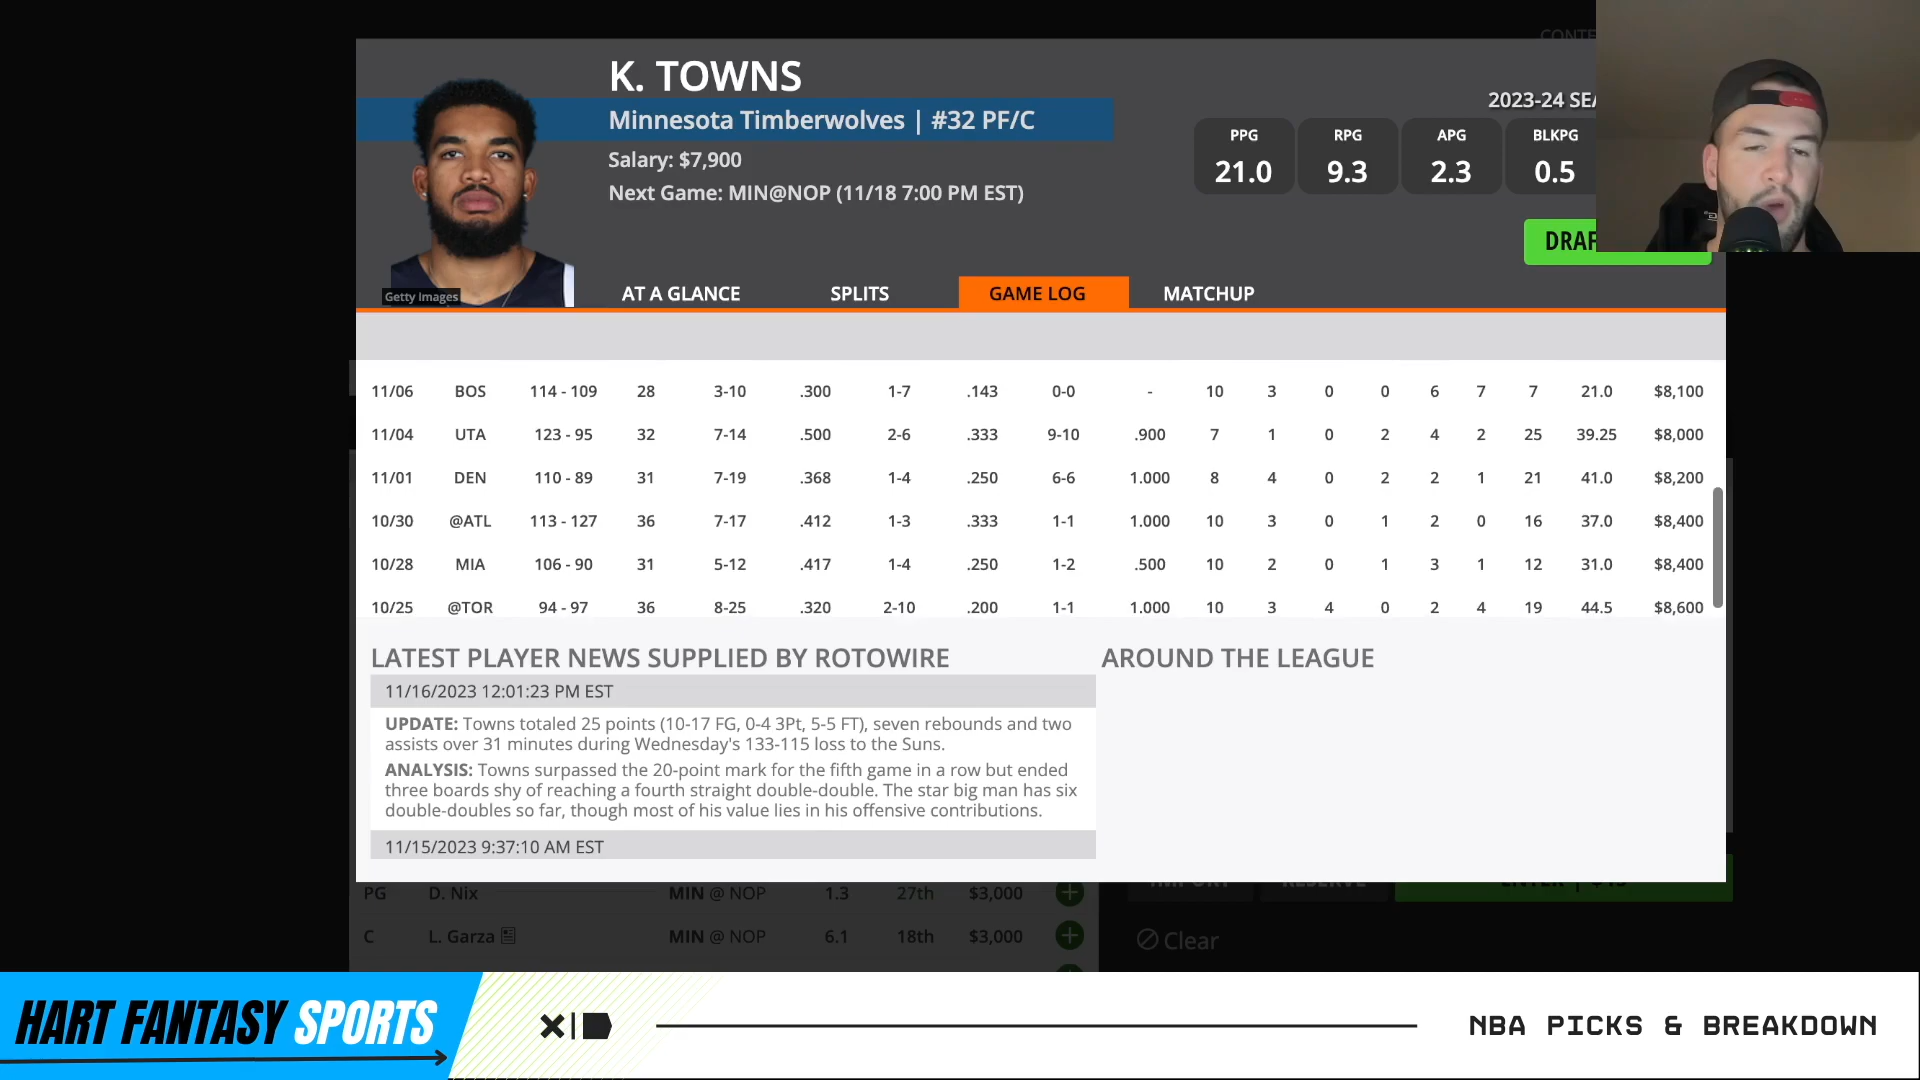 CONTE
K. TOWNS
Minnesota Timberwolves | #32 PF/C
Salary: $7,900
Next Game: MIN@NOP (11/18 7:00 PM EST)
2023-24 SEA
PPG RPG APG BLKPG
21.0 9.3 2.3 0.5
DRAF
Getty Images
AT A GLANCE SPLITS GAME LOG MATCHUP
11/06 BOS 114 - 109 28 3-10 .300 1-7 .143 0-0 - 10 3 0 0 6 7 7 21.0 $8,100
11/04 UTA 123 - 95 32 7-14 .500 2-6 .333 9-10 .900 7 1 0 2 4 2 25 39.25 $8,000
11/01 DEN 110 - 89 31 7-19 .368 1-4 .250 6-6 1.000 8 4 0 2 2 1 21 41.0 $8,200
10/30 @ATL 113 - 127 36 7-17 .412 1-3 .333 1-1 1.000 10 3 0 1 2 0 16 37.0 $8,400
10/28 MIA 106 - 90 31 5-12 .417 1-4 .250 1-2 .500 10 2 0 1 3 1 12 31.0 $8,400
10/25 @TOR 94 - 97 36 8-25 .320 2-10 .200 1-1 1.000 10 3 4 0 2 4 19 44.5 $8,600
LATEST PLAYER NEWS SUPPLIED BY ROTOWIRE
AROUND THE LEAGUE
11/16/2023 12:01:23 PM EST
UPDATE: Towns totaled 25 points (10-17 FG, 0-4 3Pt, 5-5 FT), seven rebounds and two
assists over 31 minutes during Wednesday's 133-115 loss to the Suns.
ANALYSIS: Towns surpassed the 20-point mark for the fifth game in a row but ended
three boards shy of reaching a fourth straight double-double. The star big man has six
double-doubles so far, though most of his value lies in his offensive contributions.
11/15/2023 9:37:10 AM EST
PG D. Nix MIN @ NOP 1.3 27th $3,000
C L. Garza MIN @ NOP 6.1 18th $3,000
Clear
HART FANTASY SPORTS
NBA PICKS & BREAKDOWN